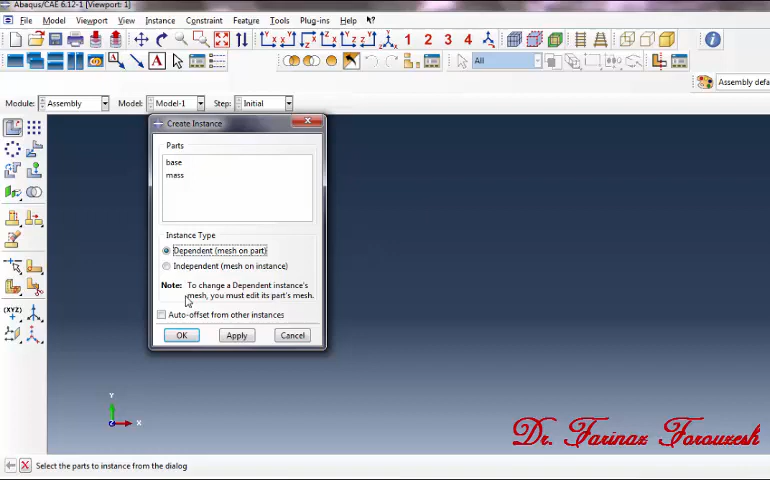 Abaqus/CAE 6.12-1 [Viewport: 1]
File Model Viewport View Instance Constraint Feature Tools Plug-ins Help
1 2 3 4
All
Assembly defa
Module: Assembly Model: Model-1 Step: Initial
Create Instance
Parts
base
mass
Instance Type
Dependent (mesh on part)
Independent (mesh on instance)
Note: To change a Dependent instance's
mesh, you must edit its part's mesh.
Auto-offset from other instances
OK Apply Cancel
(XYZ)
Y
X
Dr. Farinaz Forouzesh
Select the parts to instance from the dialog